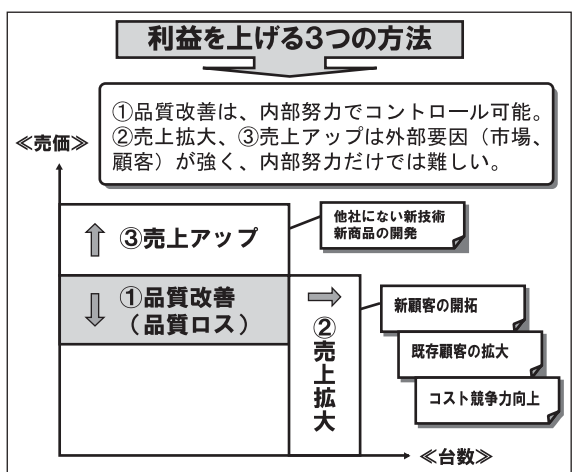 利益を上げる3つの方法
①品質改善は、内部努力でコントロール可能。
②売上拡大、③売上アップは外部要因（市場、
顧客）が強く、内部努力だけでは難しい。
≪売価≫
③売上アップ
他社にない新技術
新商品の開発
①品質改善
（品質ロス）
②売上拡大
新顧客の開拓
既存顧客の拡大
コスト競争力向上
≪台数≫